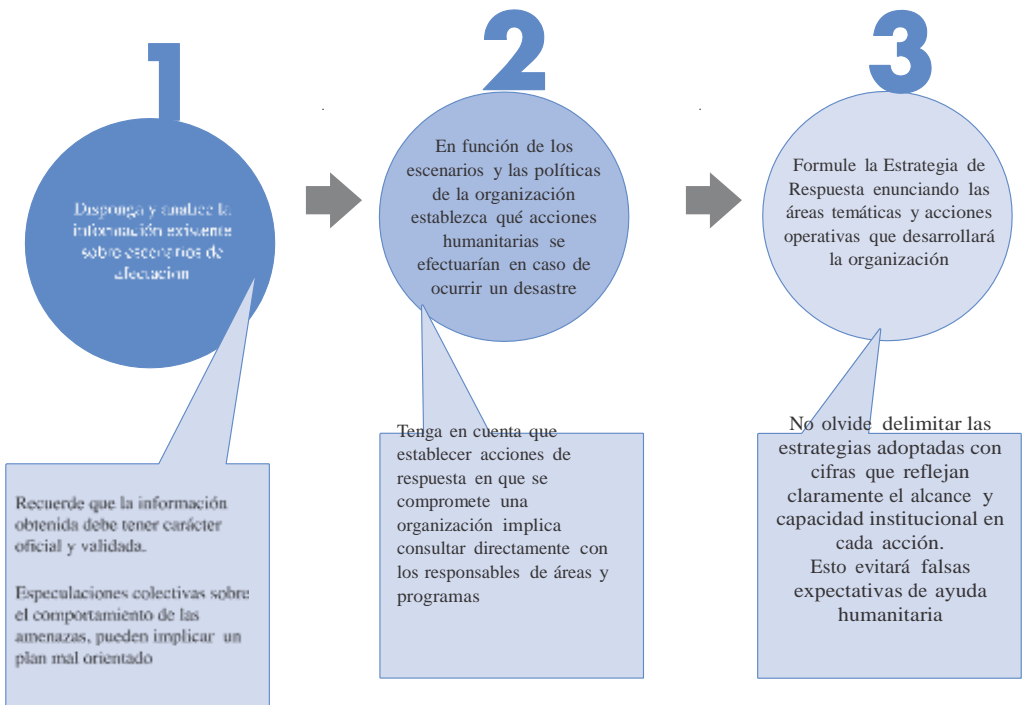 1
Disponga y analice la
información existente
sobre escenarios de
afectación
Recuerde que la información
obtenida debe tener carácter
oficial y validada.
Especulaciones colectivas sobre
el comportamiento de las
amenazas, pueden implicar un
plan mal orientado
2
En función de los
escenarios y las políticas
de la organización
establezca qué acciones
humanitarias se
efectuarían en caso de
ocurrir un desastre
Tenga en cuenta que
establecer acciones de
respuesta en que se
compromete una
organización implica
consultar directamente con
los responsables de áreas y
programas
3
Formule la Estrategia de
Respuesta enunciando las
áreas temáticas y acciones
operativas que desarrollará
la organización
No olvide delimitar las
estrategias adoptadas con
cifras que reflejan
claramente el alcance y
capacidad institucional en
cada acción.
Esto evitará falsas
expectativas de ayuda
humanitaria